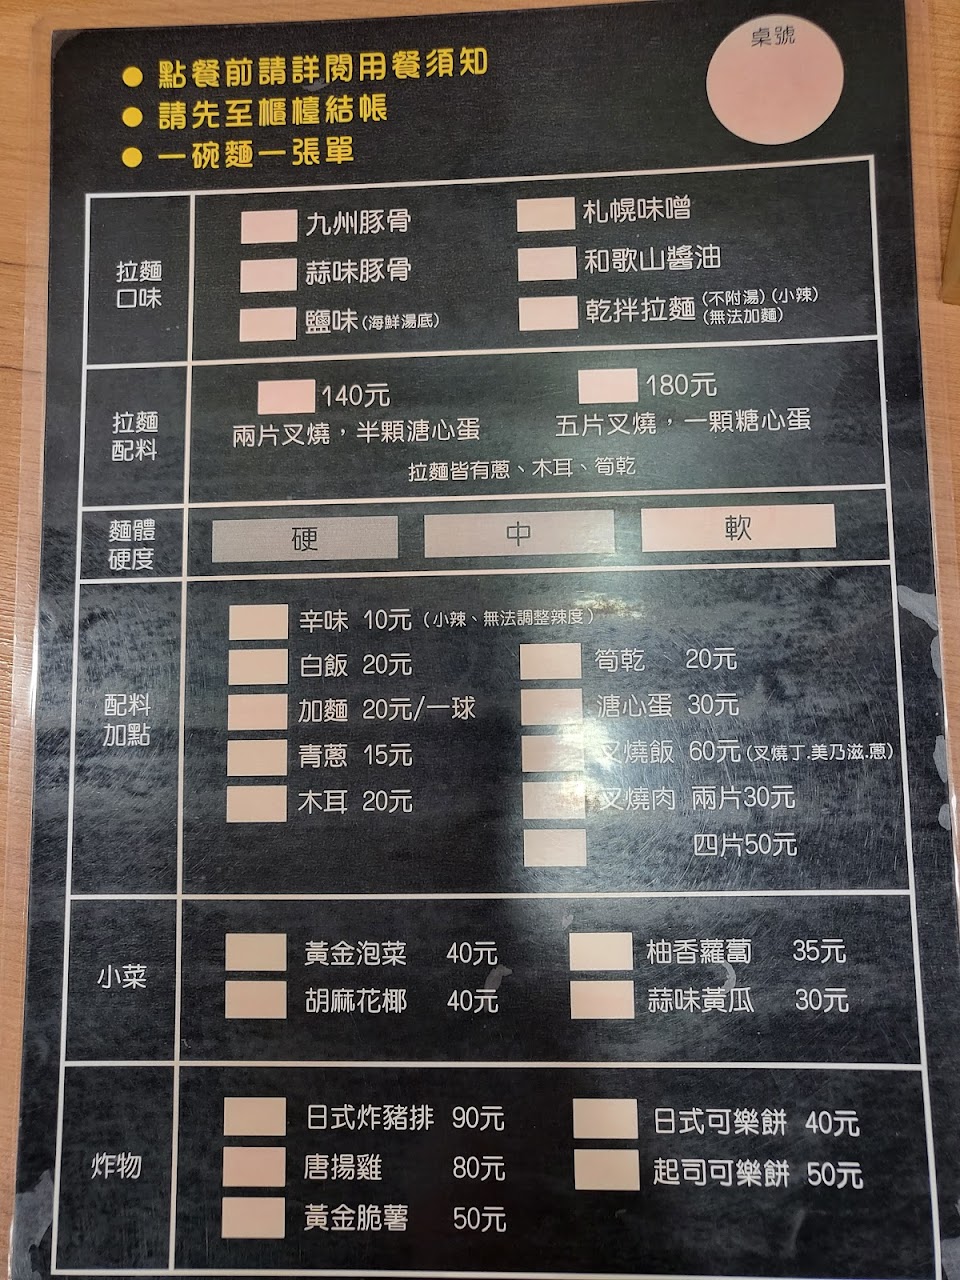 桌號
● 點餐前請詳閱用餐須知
● 請先至櫃檯結帳
● 一碗麵一張單
拉麵
口味
九州豚骨 札幌味噌
蒜味豚骨 和歌山醬油
鹽味(海鮮湯底) 乾拌拉麵(不附湯)(小辣)
(無法加麵)
拉麵
配料
140元 180元
兩片叉燒，半顆溏心蛋 五片叉燒，一顆糖心蛋
拉麵皆有蔥、木耳、筍乾
麵體
硬度
硬 中 軟
配料
加點
辛味 10元(小辣、無法調整辣度)
白飯 20元 筍乾 20元
加麵 20元/一球 溏心蛋 30元
青蔥 15元 叉燒飯 60元(叉燒丁.美乃滋.蔥)
木耳 20元 叉燒肉 兩片30元
四片50元
小菜
黃金泡菜 40元 柚香蘿蔔 35元
胡麻花椰 40元 蒜味黃瓜 30元
炸物
日式炸豬排 90元 日式可樂餅 40元
唐揚雞 80元 起司可樂餅 50元
黃金脆薯 50元